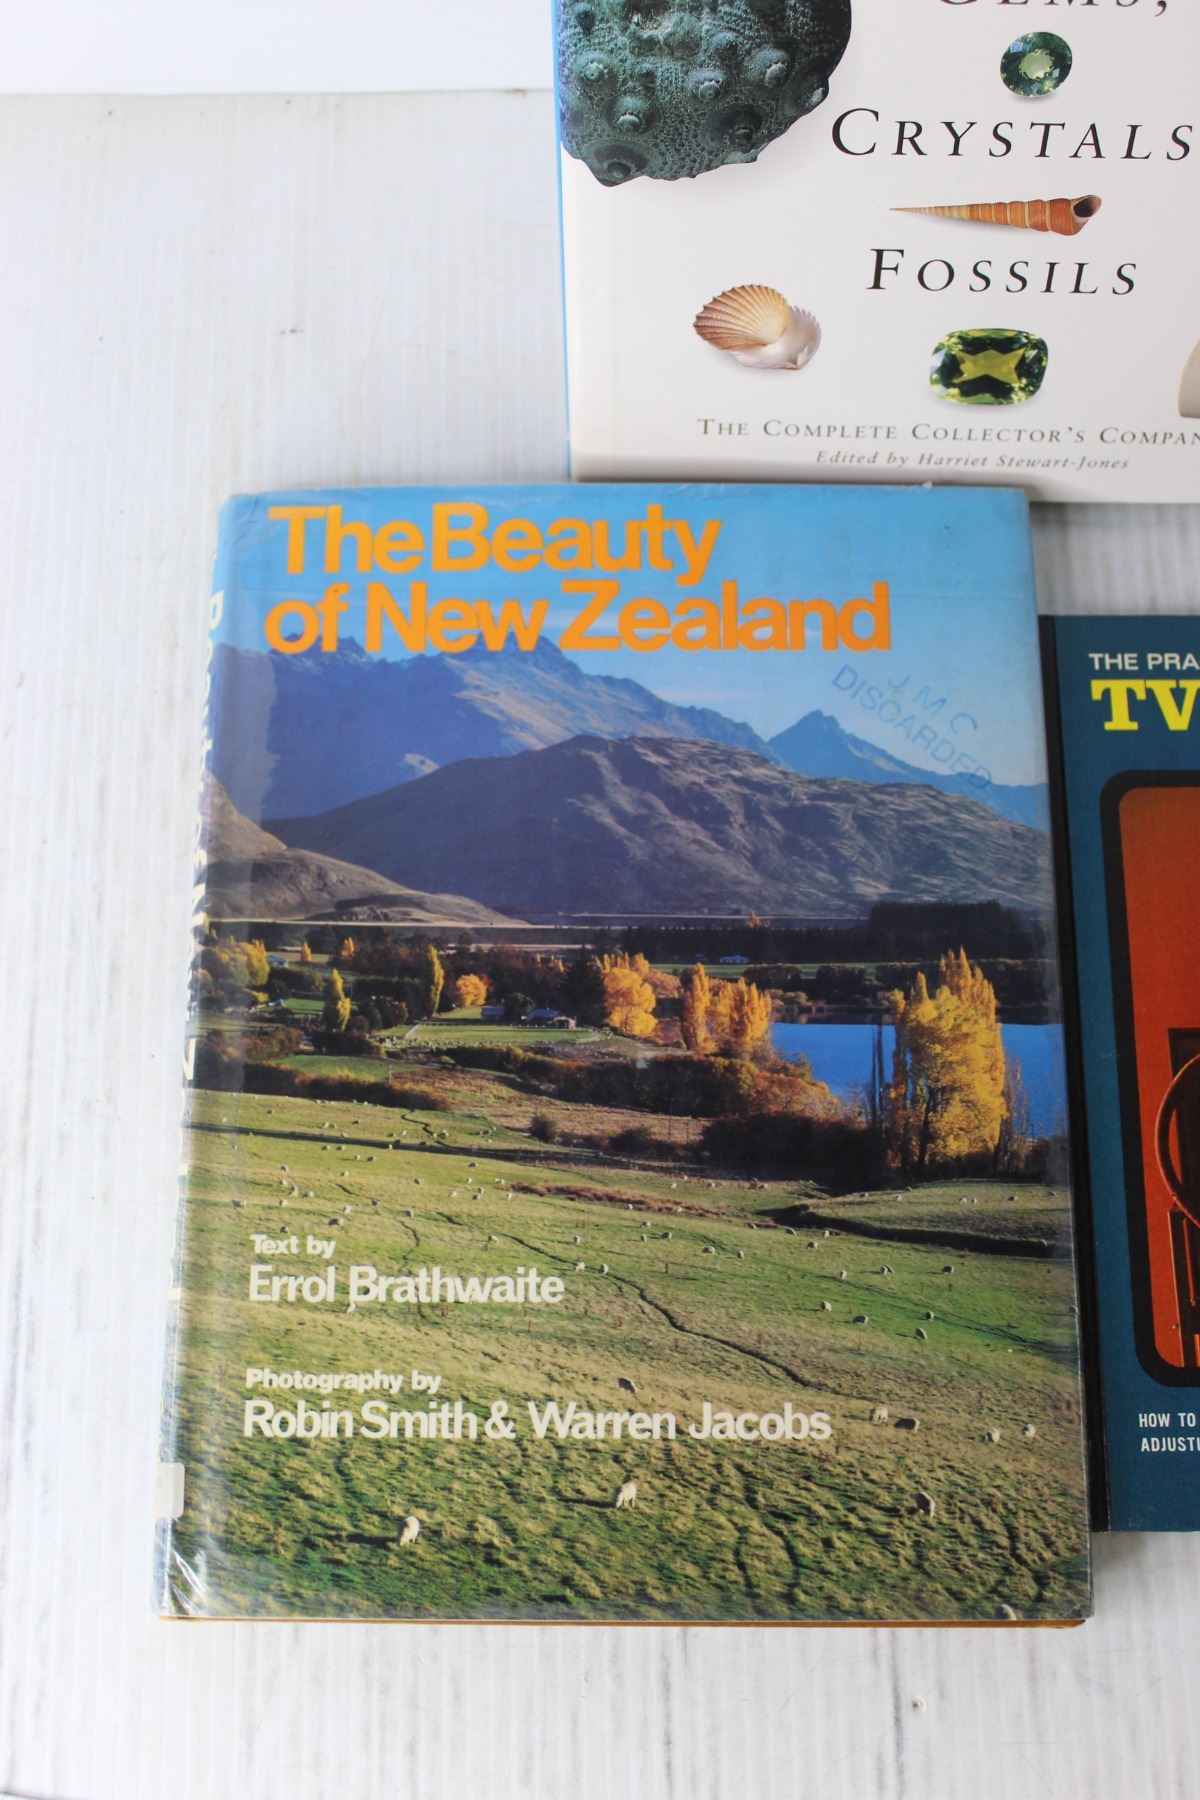 GEMS,
CRYSTALS
FOSSILS
THE COMPLETE COLLECTOR'S COMPAN
Edited by Harriet Stewart-Jones
The Beauty
of New Zealand
J M C
DISCARDED
Text by
Errol Brathwaite
Photography by
Robin Smith & Warren Jacobs
THE PRA
TV
HOW TO
ADJUSTI